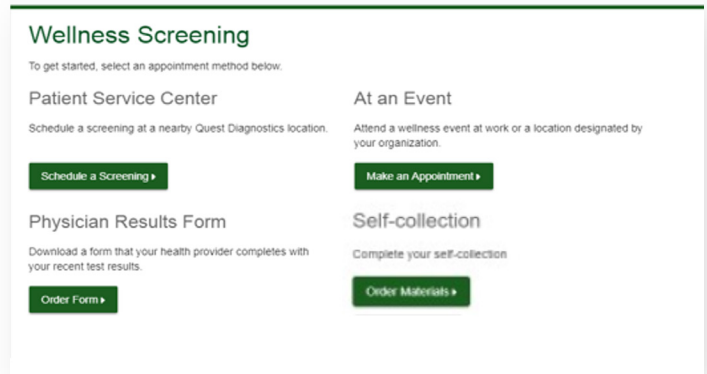 Wellness Screening
To get started, select an appointment method below.
Patient Service Center
Schedule a screening at a nearby Quest Diagnostics location.
Schedule a Screening
At an Event
Attend a wellness event at work or a location designated by
your organization.
Make an Appointment
Physician Results Form
Download a form that your health provider completes with
your recent test results.
Order Form
Self-collection
Complete your self-collection
Order Materials